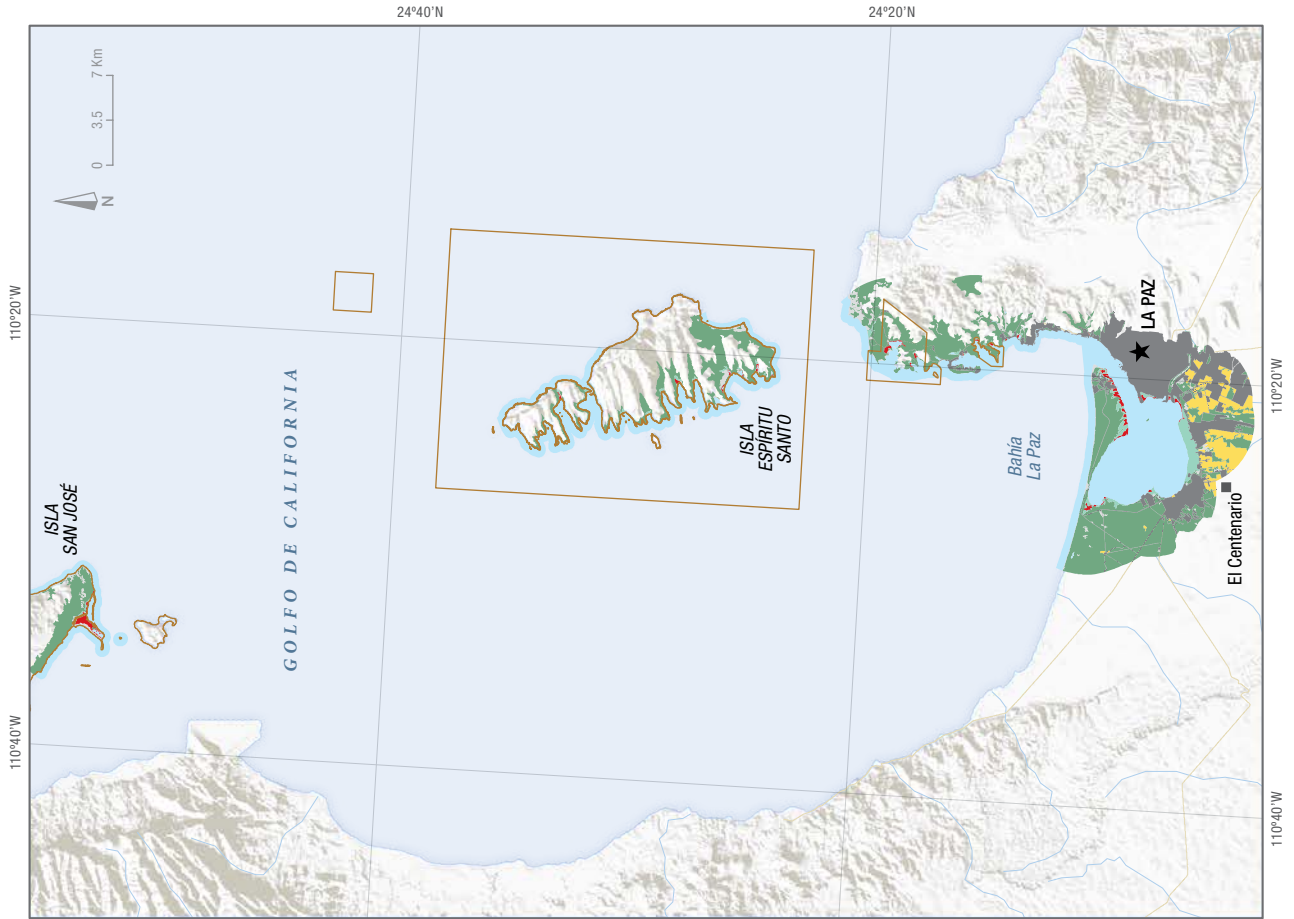 24°40'N
24°20'N
0
3.5
7 Km
N
110°20'W
110°40'W
ISLA
SAN JOSÉ
GOLFO DE CALIFORNIA
ISLA
ESPÍRITU
SANTO
Bahía
La Paz
LA PAZ
El Centenario
110°20'W
110°40'W